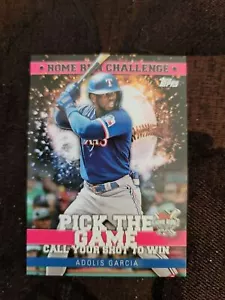 HOME RUN CHALLENGE
Topps
PICK THE
GAME
CALL YOUR SHOT TO WIN
ADOLIS GARCIA